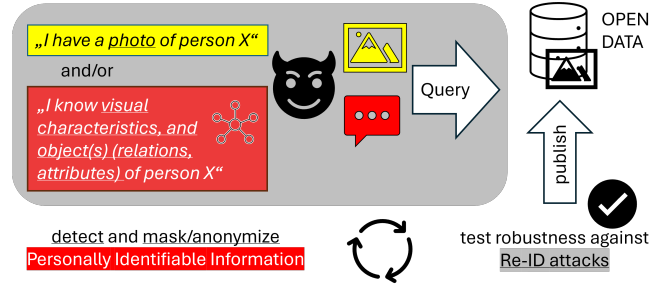 „I have a photo of person X“
and/or
„I know visual
characteristics, and
object(s) (relations,
attributes) of person X“
Query
OPEN
DATA
publish
detect and mask/anonymize
Personally Identifiable Information
test robustness against
Re-ID attacks